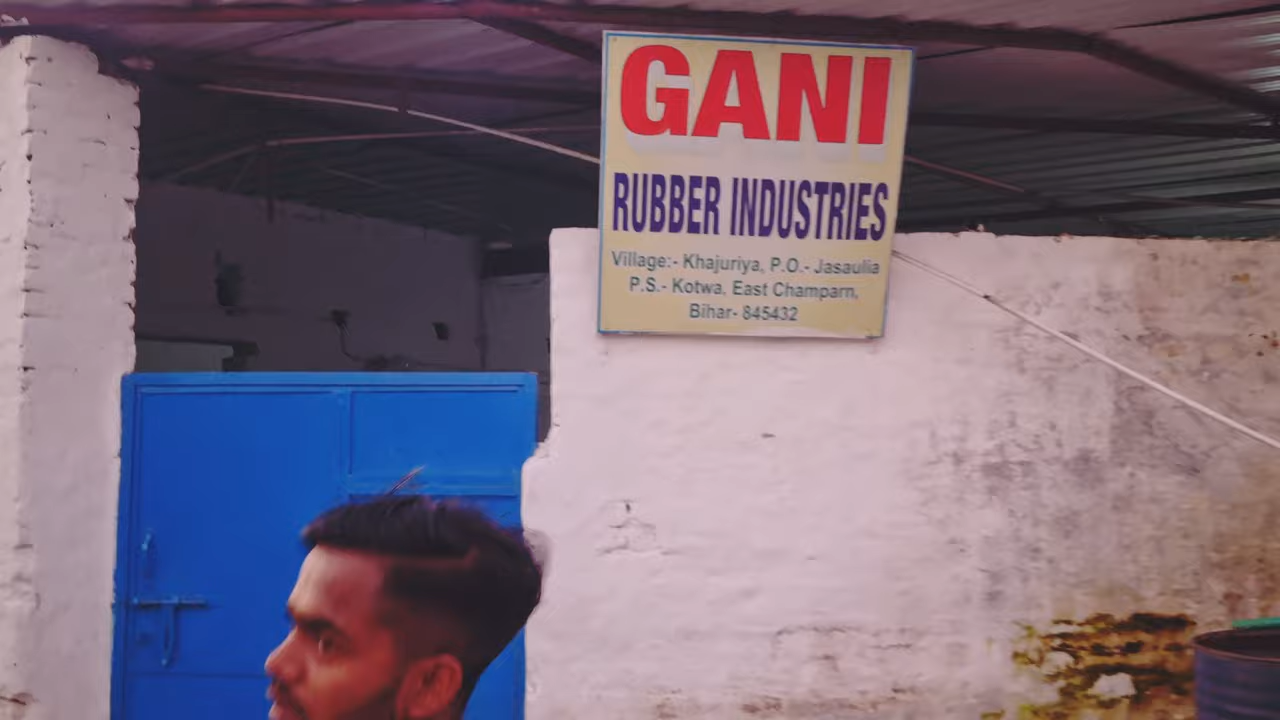 GANI
RUBBER INDUSTRIES
Village:- Khajuriya, P.O.- Jasaulia
P.S.- Kotwa, East Champarn,
Bihar- 845432